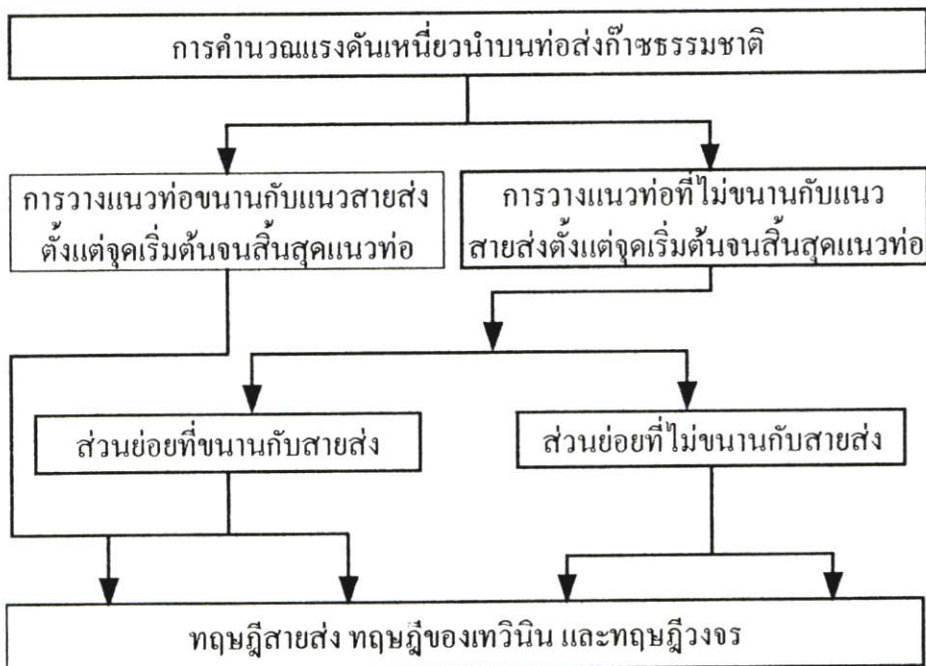 การคำนวณแรงดันเหนี่ยวนำบนท่อส่งก๊าซธรรมชาติ
การวางแนวท่อขนานกับแนวสายส่ง
ตั้งแต่จุดเริ่มต้นจนสิ้นสุดแนวท่อ
การวางแนวท่อที่ไม่ขนานกับแนว
สายส่งตั้งแต่จุดเริ่มต้นจนสิ้นสุดแนวท่อ
ส่วนย่อยที่ขนานกับสายส่ง
ส่วนย่อยที่ไม่ขนานกับสายส่ง
ทฤษฎีสายส่ง ทฤษฎีของเทวินิน และทฤษฎีวงจร